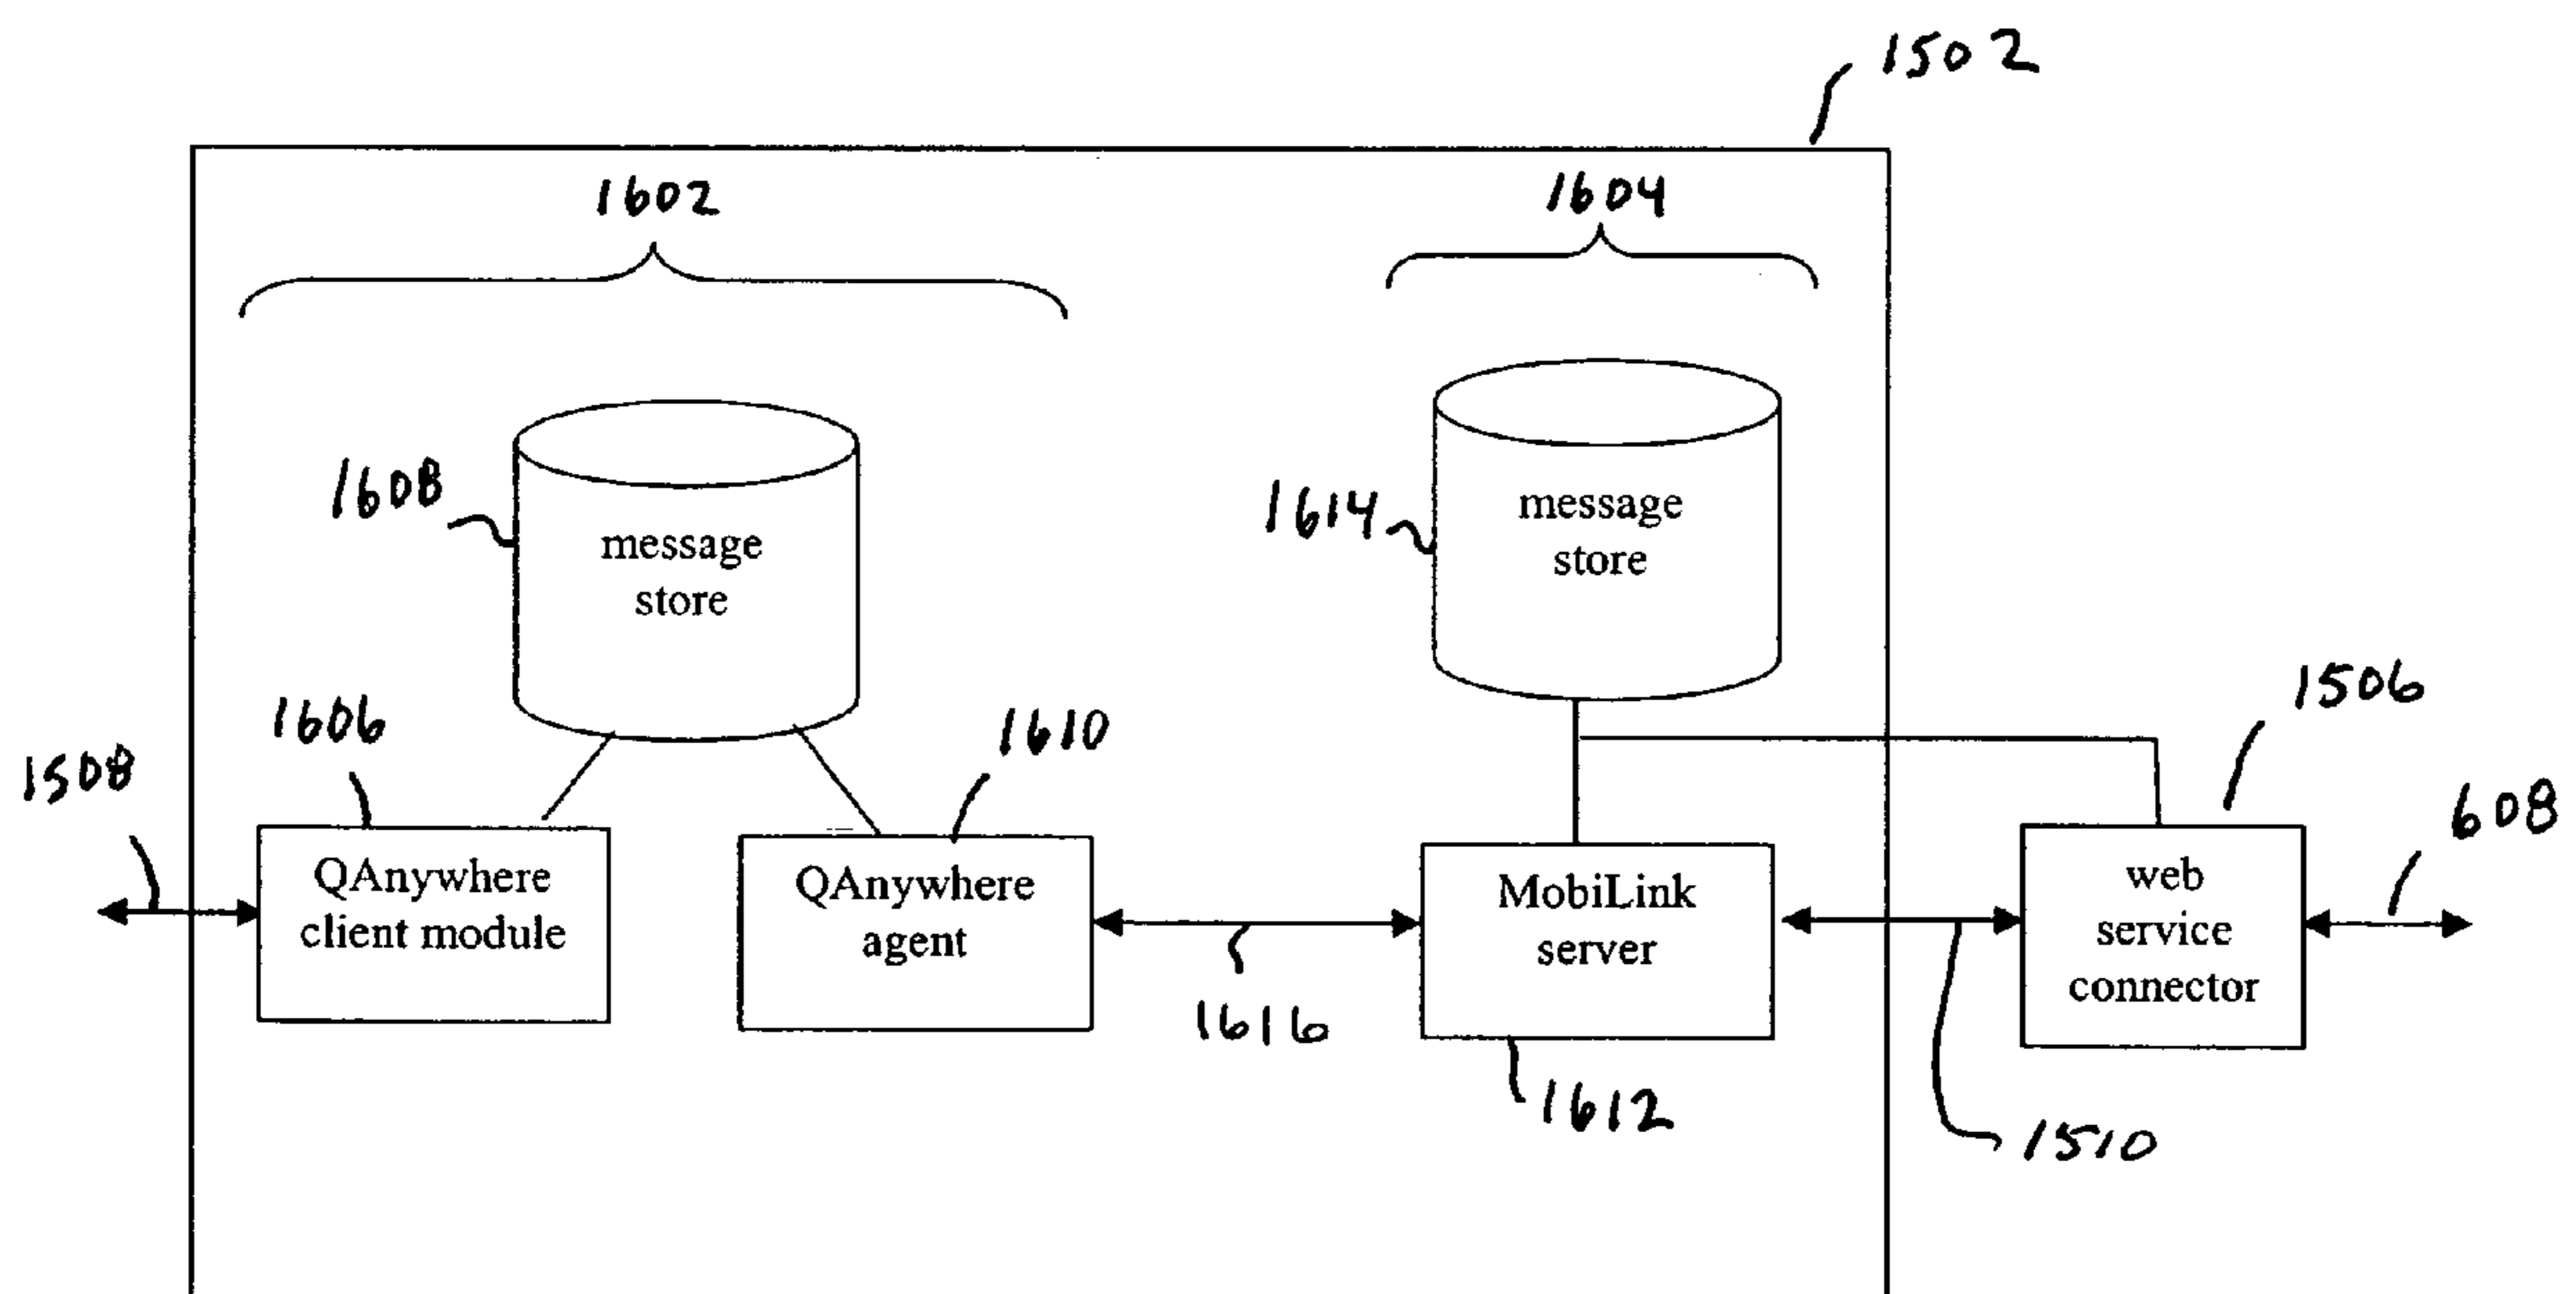 1502
1602
1604
1608
message
store
1614
message
store
1506
1606
1610
1508
608
QAnywhere
client module
QAnywhere
agent
MobiLink
server
web
service
connector
1616
1612
1510